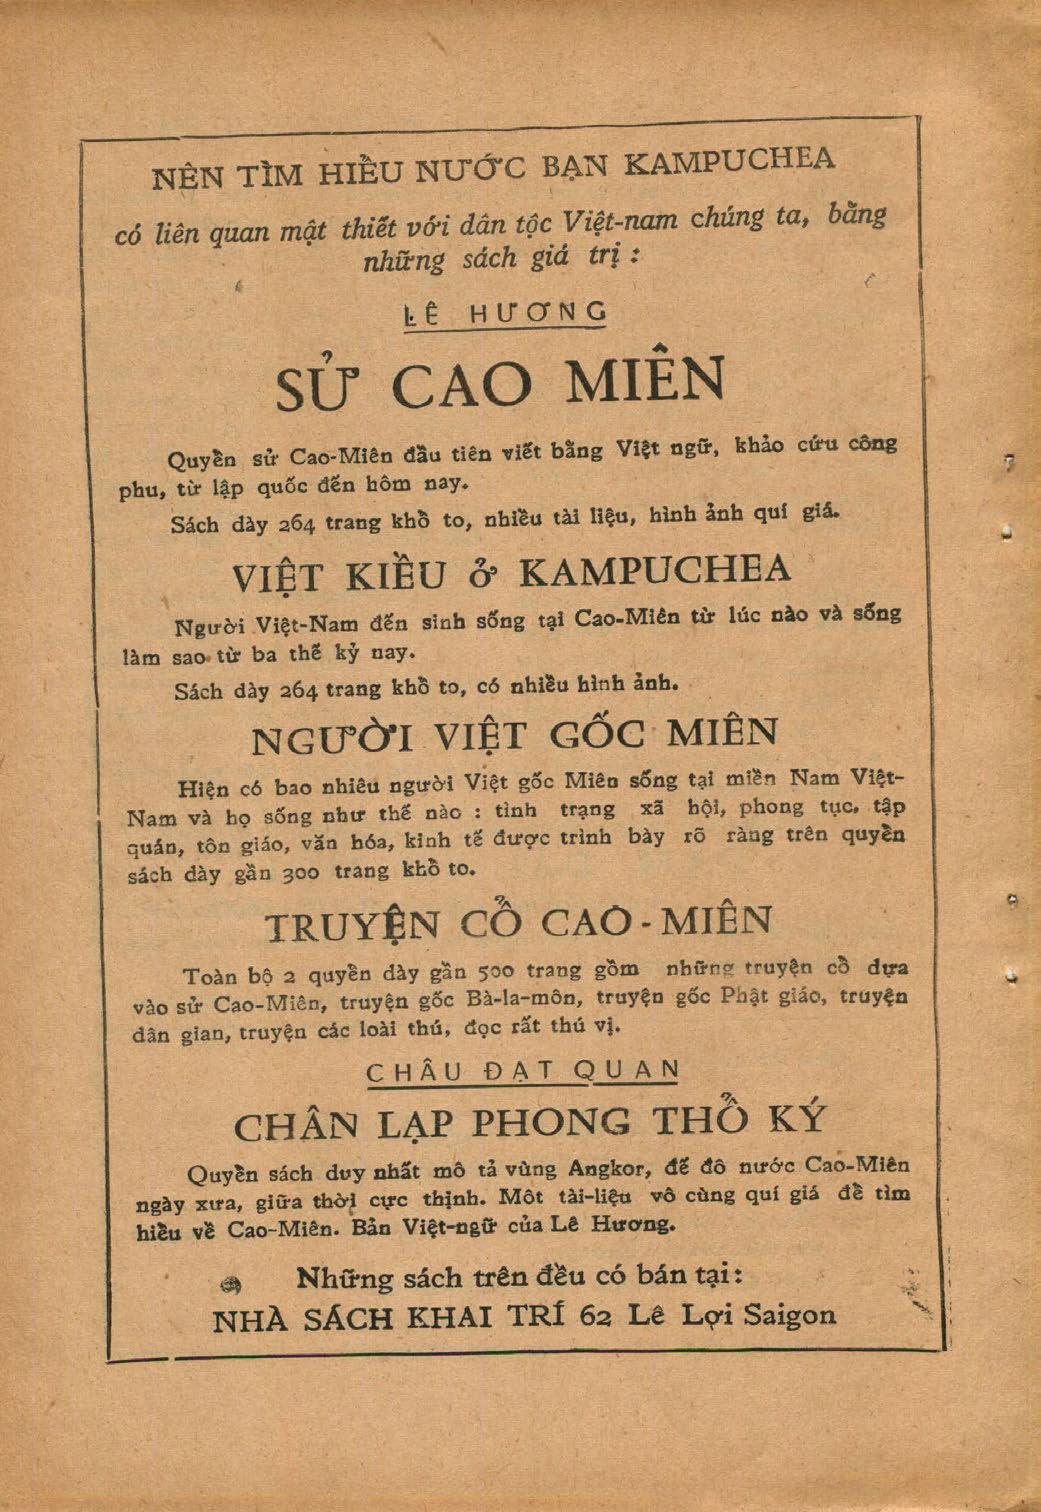 NÊN TÌM HIỀU NƯỚC BẠN KAMPUCHEA
có liên quan mật thiết với dân tộc Việt-nam chúng ta, bằng
những sách giá trị :
LÊ HƯƠNG
SỬ CAO MIÊN
Quyền sử Cao-Miên đầu tiên viết bằng Việt ngữ, khảo cứu công
phu, từ lập quốc đến hôm nay.
Sách dày 264 trang khồ to, nhiều tài liệu, hình ảnh quí giá.
VIỆT KIỀU Ở KAMPUCHEA
Người Việt-Nam đến sinh sống tại Cao-Miên từ lúc nào và sống
làm sao từ ba thế kỷ nay.
Sách dày 264 trang khồ to, có nhiều hình ảnh.
NGƯỜI VIỆT GỐC MIÊN
Hiện có bao nhiêu người Việt gốc Miên sống tại miền Nam Việt-
Nam và họ sống như thế nào : tình trạng xã hội, phong tục, tập
quán, tôn giáo, văn hóa, kinh tế được trình bày rõ ràng trên quyền
sách dày gần 300 trang khồ to.
TRUYỆN CỔ CAO-MIÊN
Toàn bộ 2 quyền dày gần 500 trang gồm những truyện cồ dựa
vào sử Cao-Miên, truyện gốc Bà-la-môn, truyện gốc Phật giáo, truyện
dân gian, truyện các loài thú, đọc rất thú vị.
CHÂU ĐẠT QUAN
CHÂN LẠP PHONG THỔ KÝ
Quyền sách duy nhất mô tả vùng Angkor, đế đô nước Cao-Miên
ngày xưa, giữa thời cực thịnh. Môt tài-liệu vô cùng quí giá đề tìm
hiều về Cao-Miên. Bản Việt-ngữ của Lê Hương.
Những sách trên đều có bán tại:
NHÀ SÁCH KHAI TRÍ 62 Lê Lợi Saigon